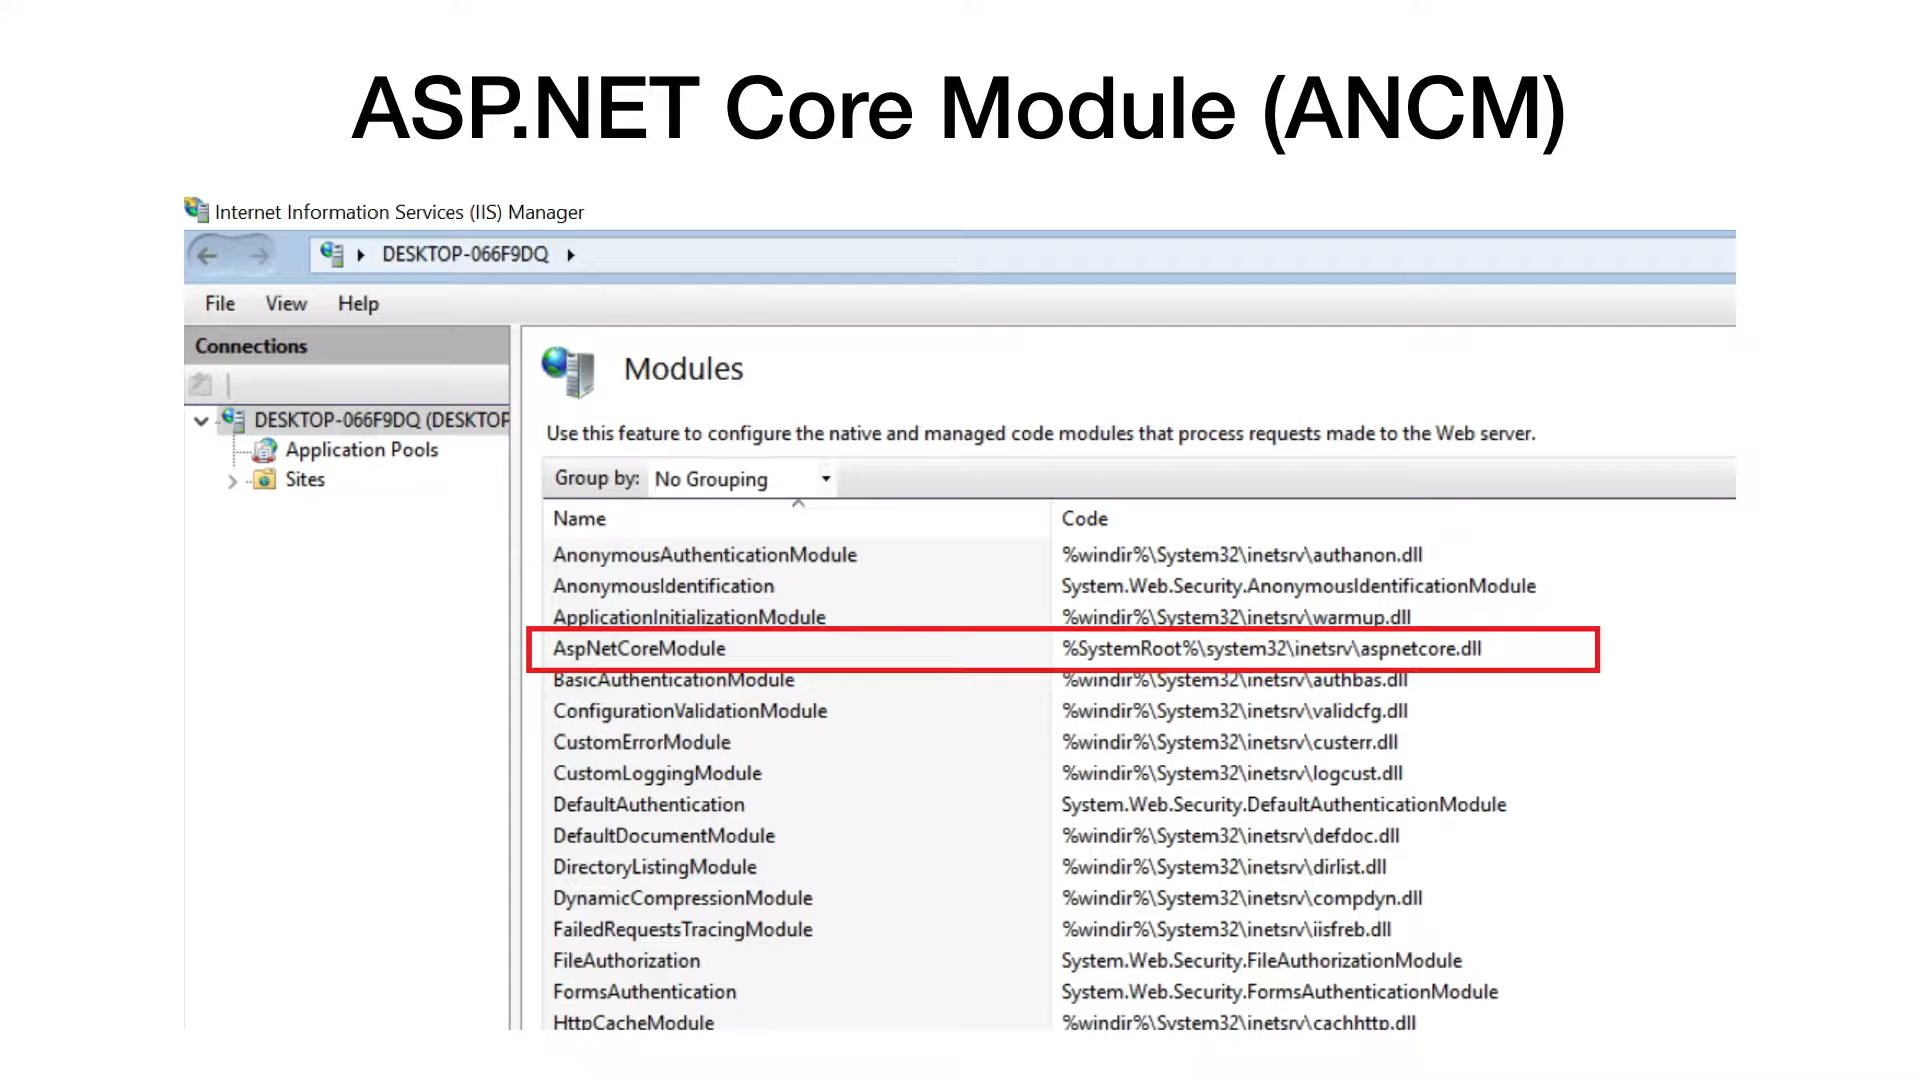 ASP.NET Core Module (ANCM)
Internet Information Services (IIS) Manager
DESKTOP-066F9DQ
File View Help
Connections
DESKTOP-066F9DQ (DESKTOP
Application Pools
Sites
Modules
Use this feature to configure the native and managed code modules that process requests made to the Web server.
Group by: No Grouping
Name Code
AnonymousAuthenticationModule %windir%\System32\inetsrv\authanon.dll
AnonymousIdentification System.Web.Security.AnonymousIdentificationModule
ApplicationInitializationModule %windir%\System32\inetsrv\warmup.dll
AspNetCoreModule %SystemRoot%\system32\inetsrv\aspnetcore.dll
BasicAuthenticationModule %windir%\System32\inetsrv\authbas.dll
ConfigurationValidationModule %windir%\System32\inetsrv\validcfg.dll
CustomErrorModule %windir%\System32\inetsrv\custerr.dll
CustomLoggingModule %windir%\System32\inetsrv\logcust.dll
DefaultAuthentication System.Web.Security.DefaultAuthenticationModule
DefaultDocumentModule %windir%\System32\inetsrv\defdoc.dll
DirectoryListingModule %windir%\System32\inetsrv\dirlist.dll
DynamicCompressionModule %windir%\System32\inetsrv\compdyn.dll
FailedRequestsTracingModule %windir%\System32\inetsrv\iisfreb.dll
FileAuthorization System.Web.Security.FileAuthorizationModule
FormsAuthentication System.Web.Security.FormsAuthenticationModule
HttpCacheModule %windir%\System32\inetsrv\cachhttp.dll